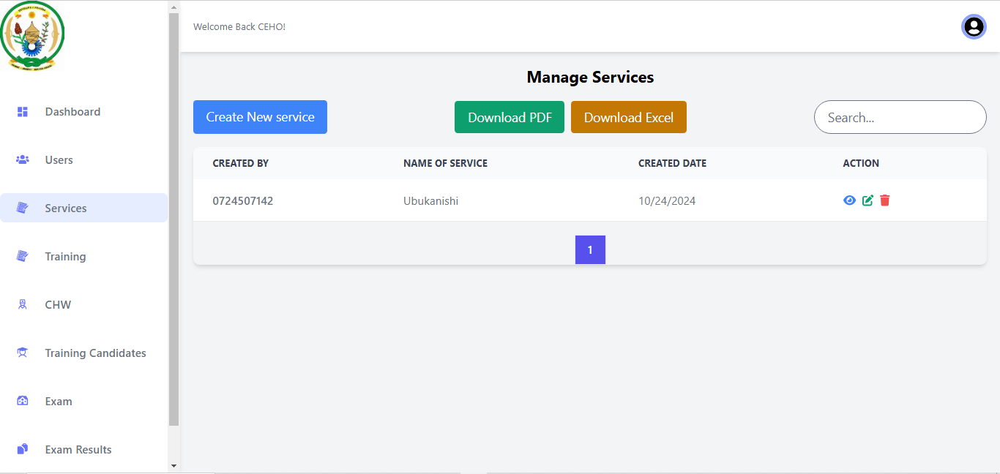 Welcome Back CEHO!
Dashboard
Users
Services
Training
CHW
Training Candidates
Exam
Exam Results
Manage Services
Create New service
Download PDF
Download Excel
Search...
CREATED BY NAME OF SERVICE CREATED DATE ACTION
0724507142 Ubukanishi 10/24/2024
1